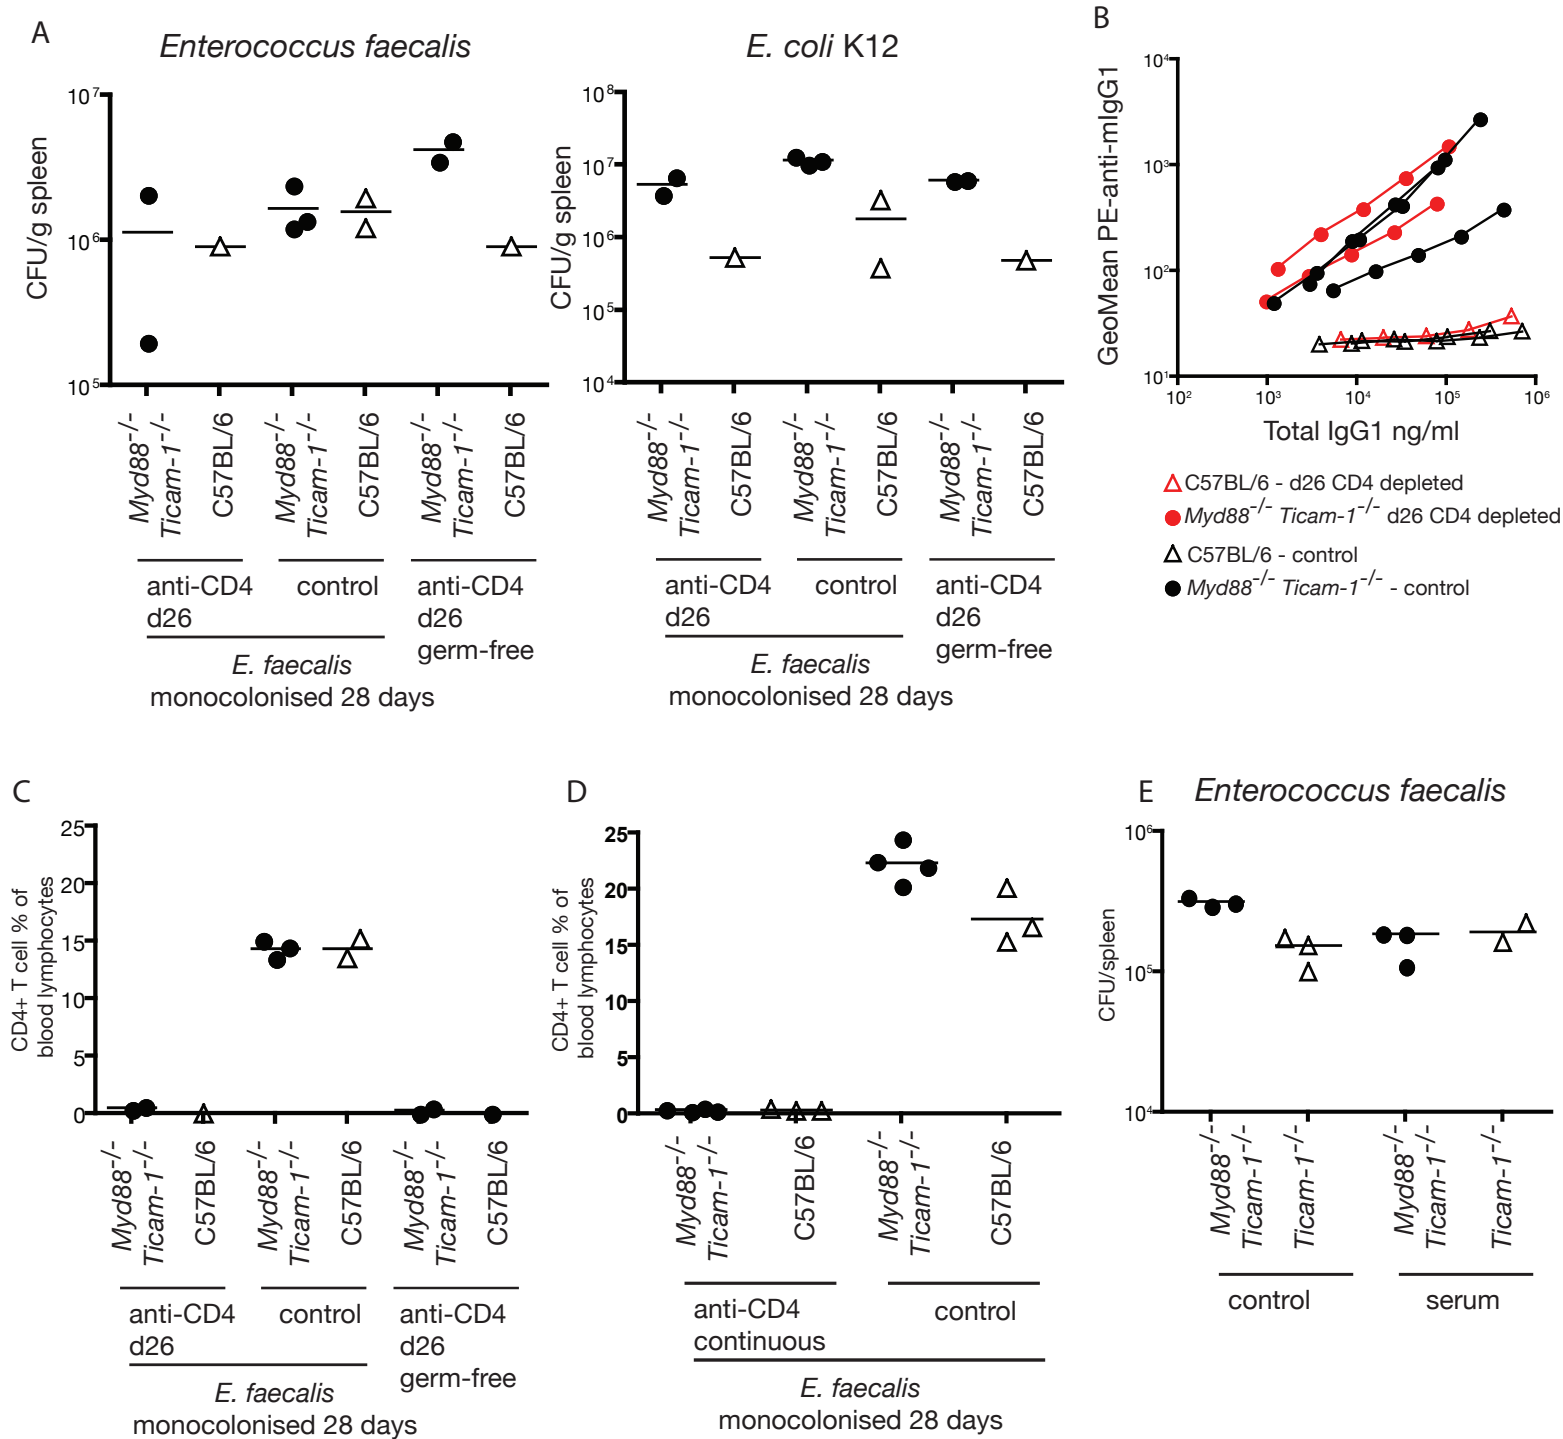 A
Enterococcus faecalis
10⁷
10⁶
10⁵
CFU/g spleen
Myd88⁻/⁻
Ticam-1⁻/⁻
C57BL/6
Myd88⁻/⁻
Ticam-1⁻/⁻
C57BL/6
Myd88⁻/⁻
Ticam-1⁻/⁻
C57BL/6
anti-CD4
d26
control
anti-CD4
d26
germ-free
E. faecalis
monocolonised 28 days
E. coli K12
10⁸
10⁷
10⁶
10⁵
10⁴
CFU/g spleen
Myd88⁻/⁻
Ticam-1⁻/⁻
C57BL/6
Myd88⁻/⁻
Ticam-1⁻/⁻
C57BL/6
Myd88⁻/⁻
Ticam-1⁻/⁻
C57BL/6
anti-CD4
d26
control
anti-CD4
d26
germ-free
E. faecalis
monocolonised 28 days
B
10⁴
10³
10²
10¹
GeoMean PE-anti-mIgG1
10² 10³ 10⁴ 10⁵ 10⁶
Total IgG1 ng/ml
C57BL/6 - d26 CD4 depleted
Myd88⁻/⁻ Ticam-1⁻/⁻ d26 CD4 depleted
C57BL/6 - control
Myd88⁻/⁻ Ticam-1⁻/⁻ - control
C
25
20
15
10
5
0
CD4+ T cell % of
blood lymphocytes
Myd88⁻/⁻
Ticam-1⁻/⁻
C57BL/6
Myd88⁻/⁻
Ticam-1⁻/⁻
C57BL/6
Myd88⁻/⁻
Ticam-1⁻/⁻
C57BL/6
anti-CD4
d26
control
anti-CD4
d26
germ-free
E. faecalis
monocolonised 28 days
D
25
20
15
10
5
0
CD4+ T cell % of
blood lymphocytes
Myd88⁻/⁻
Ticam-1⁻/⁻
C57BL/6
Myd88⁻/⁻
Ticam-1⁻/⁻
C57BL/6
anti-CD4
continuous
control
E. faecalis
monocolonised 28 days
E
Enterococcus faecalis
10⁶
10⁵
10⁴
CFU/spleen
Myd88⁻/⁻
Ticam-1⁻/⁻
Ticam-1⁻/⁻
Myd88⁻/⁻
Ticam-1⁻/⁻
Ticam-1⁻/⁻
control
serum